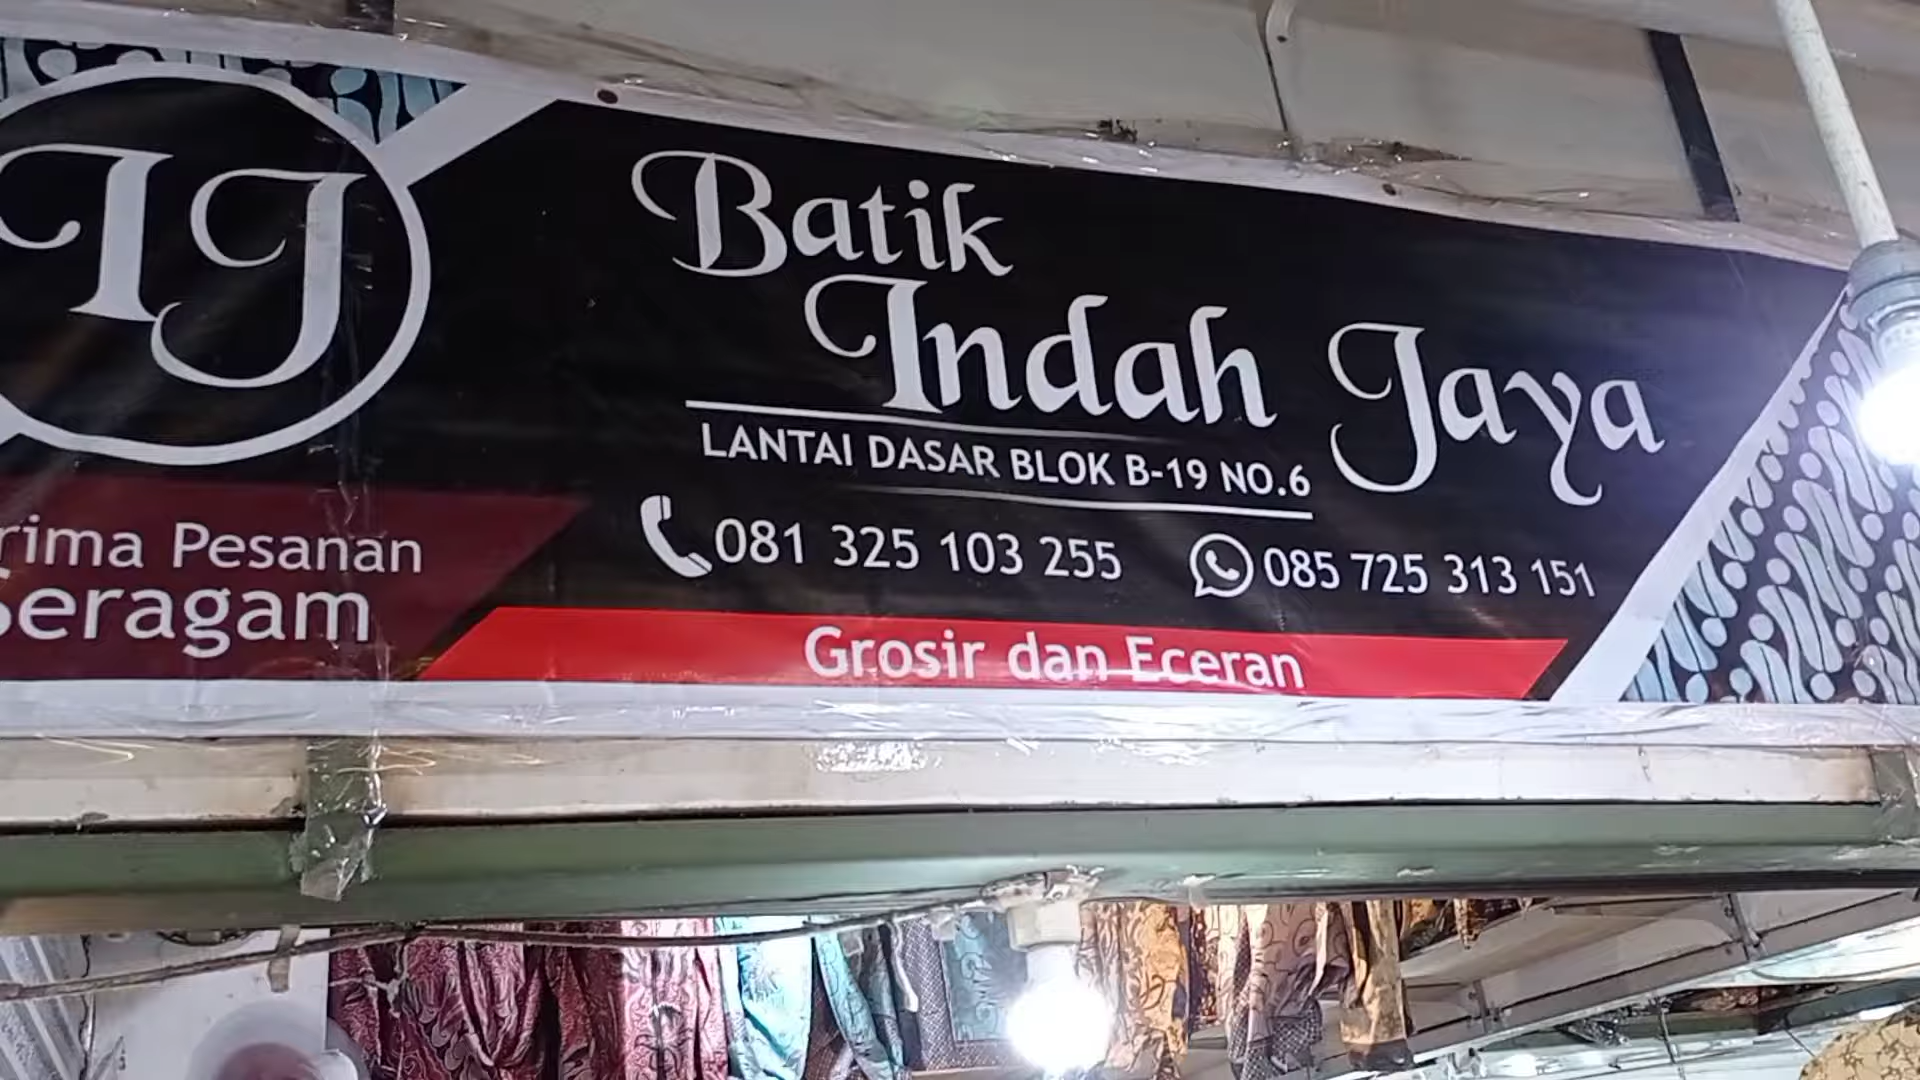 IJ
Batik
Indah Jaya
LANTAI DASAR BLOK B-19 NO.6
081 325 103 255
085 725 313 151
rima Pesanan
Seragam
Grosir dan Eceran